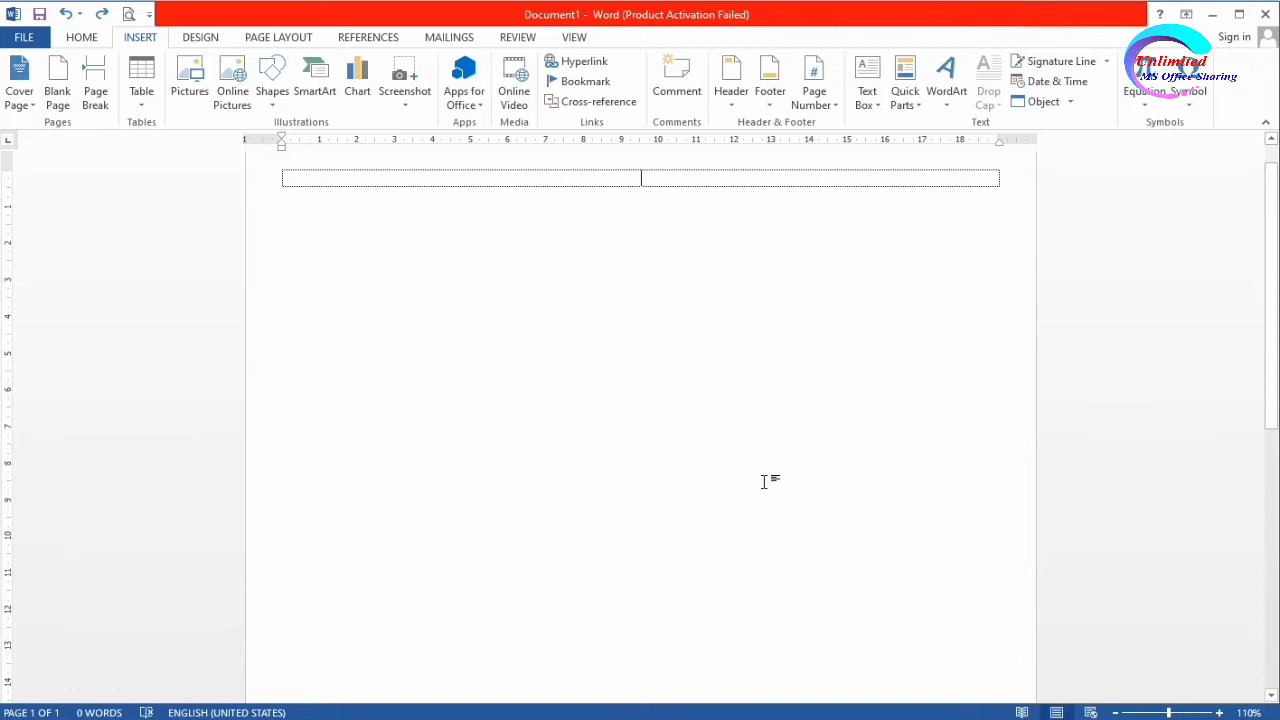 Document1 - Word (Product Activation Failed)
FILE HOME INSERT DESIGN PAGE LAYOUT REFERENCES MAILINGS REVIEW VIEW Sign in
Cover Page Blank Page Page Break
Pages
Table
Tables
Pictures Online Pictures Shapes SmartArt Chart Screenshot
Illustrations
Apps for Office
Apps
Online Video
Media
Hyperlink
Bookmark
Cross-reference
Links
Comment
Comments
Header Footer Page Number
Header & Footer
Text Box Quick Parts WordArt Drop Cap
Signature Line
Date & Time
Object
Text
Equation Symbol
Symbols
Unlimited
MS Office Sharing
1 1 2 3 4 5 6 7 8 9 10 11 12 13 14 15 16 17 18
1
2
3
4
5
6
7
8
9
10
11
12
13
14
PAGE 1 OF 1 0 WORDS ENGLISH (UNITED STATES) 110%